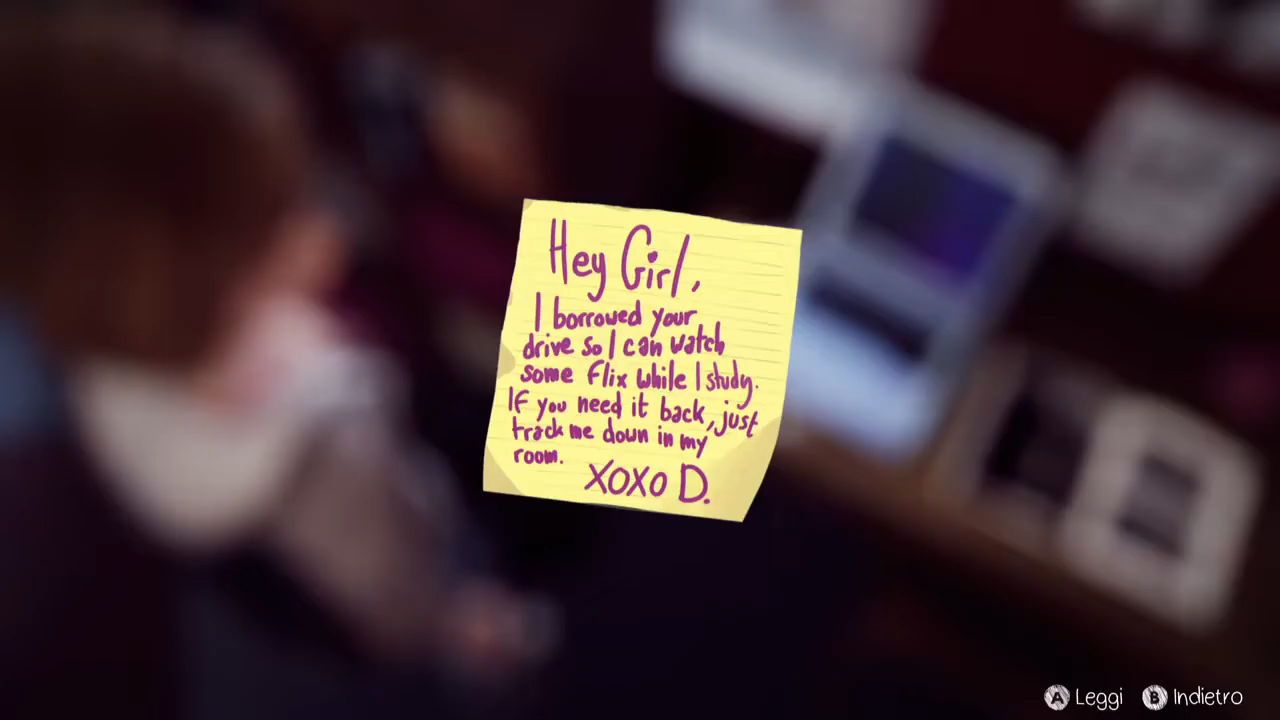 Hey Girl,
I borrowed your
drive so I can watch
some Flix while I study.
If you need it back, just
track me down in my
room.
XOXO D.
A Leggi B Indietro